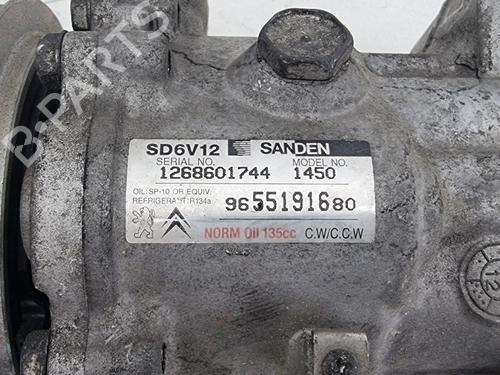 B-PARTS
SD6V12 SANDEN
SERIAL NO. MODEL NO.
1268601744 1450
OIL: SP-10 OR EQUIV.
REFRIGERANT: R134a
9655191680
NORM Oil 135cc C.W/C.C.W